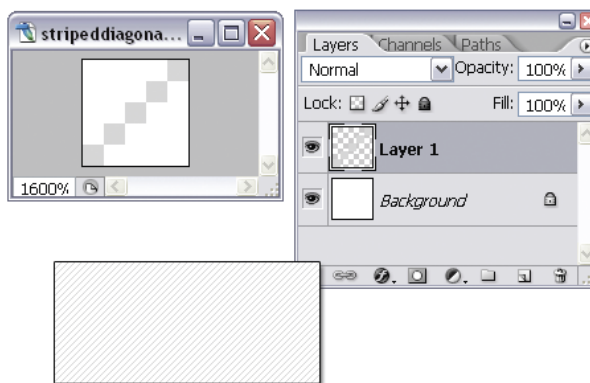 stripeddiagona...
1600%
Layers Channels Paths
Normal Opacity: 100%
Lock: Fill: 100%
Layer 1
Background